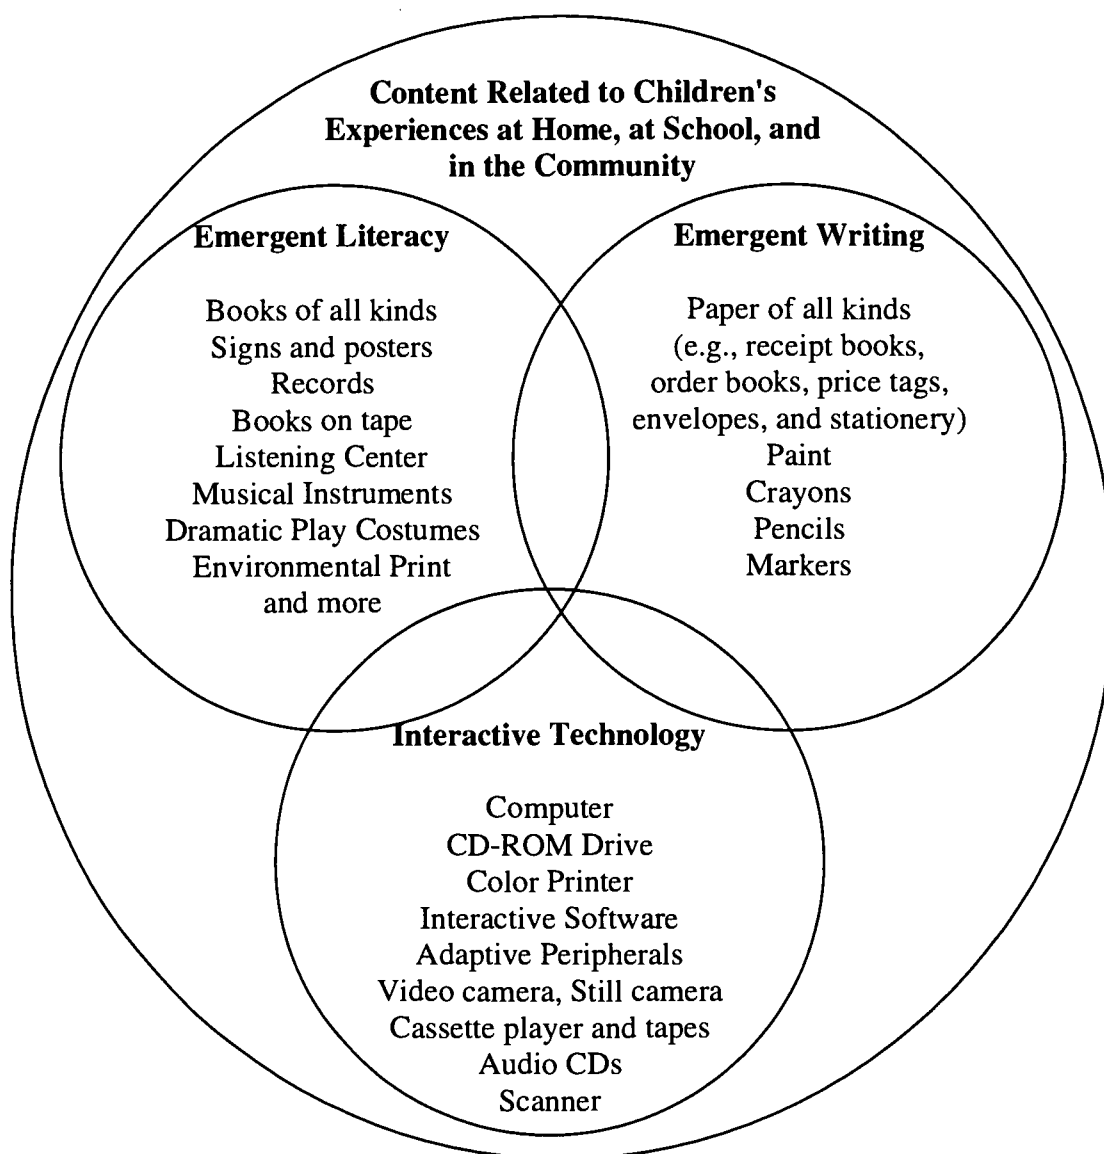 Content Related to Children's
Experiences at Home, at School, and
in the Community
Emergent Literacy
Books of all kinds
Signs and posters
Records
Books on tape
Listening Center
Musical Instruments
Dramatic Play Costumes
Environmental Print
and more
Emergent Writing
Paper of all kinds
(e.g., receipt books,
order books, price tags,
envelopes, and stationery)
Paint
Crayons
Pencils
Markers
Interactive Technology
Computer
CD-ROM Drive
Color Printer
Interactive Software
Adaptive Peripherals
Video camera, Still camera
Cassette player and tapes
Audio CDs
Scanner